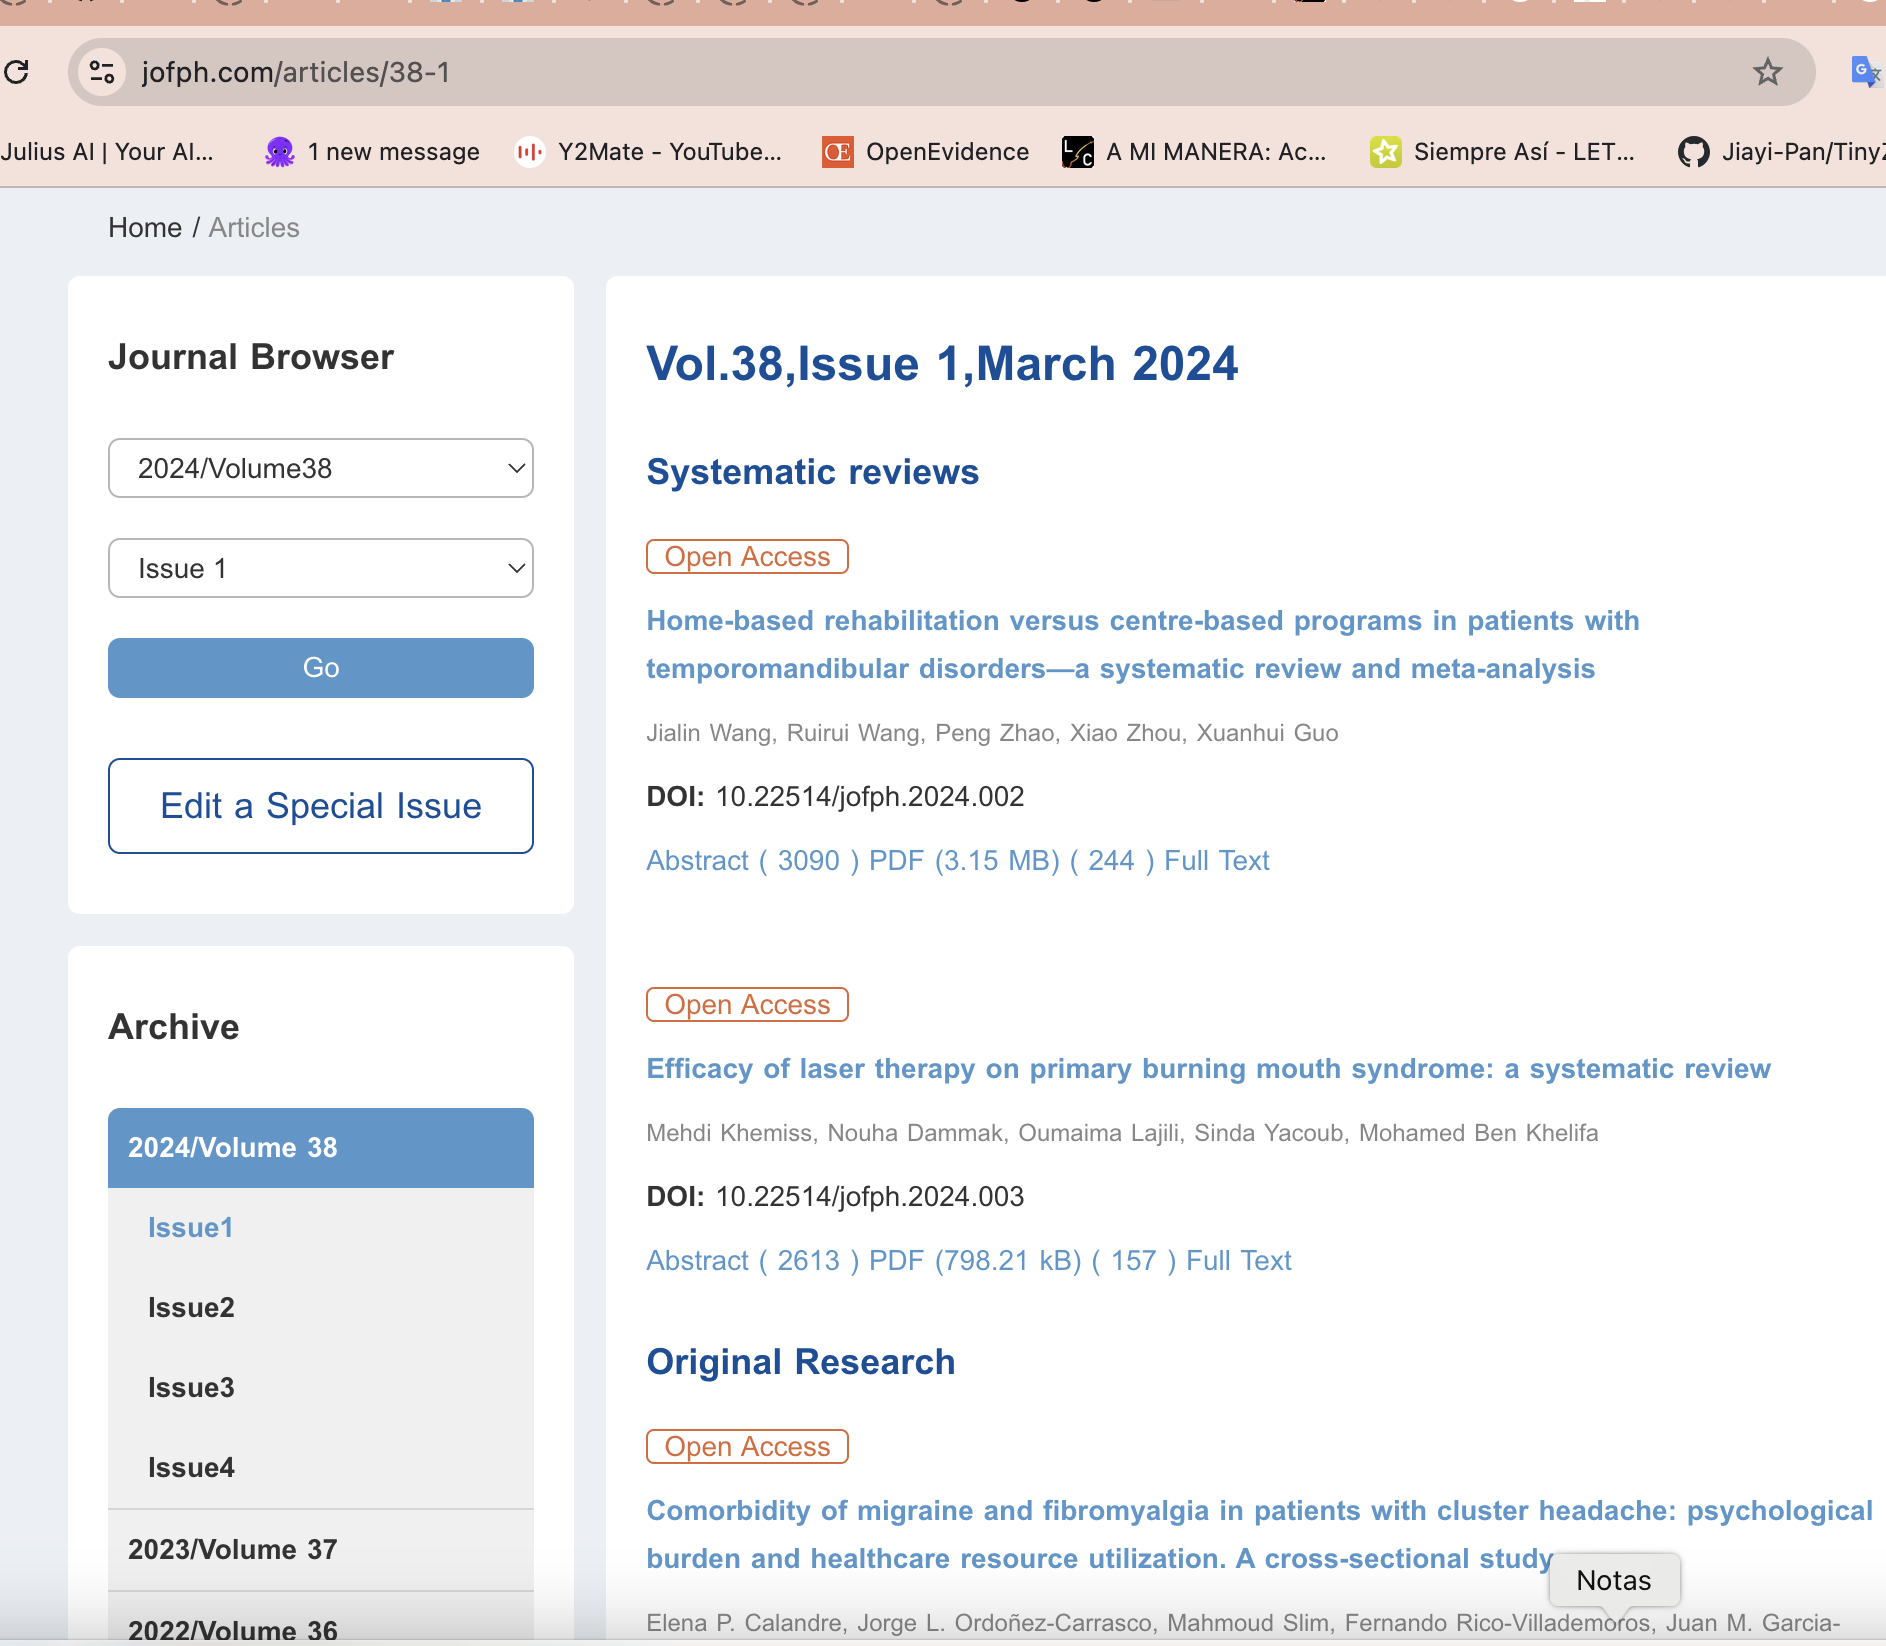 jofph.com/articles/38-1
Julius AI | Your AI...
1 new message
Y2Mate - YouTube...
OpenEvidence
A MI MANERA: Ac...
Siempre Así - LET...
Jiayi-Pan/TinyZ
Home / Articles
Journal Browser
2024/Volume38
Issue 1
Go
Edit a Special Issue
Archive
2024/Volume 38
Issue1
Issue2
Issue3
Issue4
2023/Volume 37
2022/Volume 36
Vol.38,Issue 1,March 2024
Systematic reviews
Open Access
Home-based rehabilitation versus centre-based programs in patients with
temporomandibular disorders—a systematic review and meta-analysis
Jialin Wang, Ruirui Wang, Peng Zhao, Xiao Zhou, Xuanhui Guo
DOI: 10.22514/jofph.2024.002
Abstract ( 3090 ) PDF (3.15 MB) ( 244 ) Full Text
Open Access
Efficacy of laser therapy on primary burning mouth syndrome: a systematic review
Mehdi Khemiss, Nouha Dammak, Oumaima Lajili, Sinda Yacoub, Mohamed Ben Khelifa
DOI: 10.22514/jofph.2024.003
Abstract ( 2613 ) PDF (798.21 kB) ( 157 ) Full Text
Original Research
Open Access
Comorbidity of migraine and fibromyalgia in patients with cluster headache: psychological
burden and healthcare resource utilization. A cross-sectional study
Notas
Elena P. Calandre, Jorge L. Ordoñez-Carrasco, Mahmoud Slim, Fernando Rico-Villademoros, Juan M. Garcia-